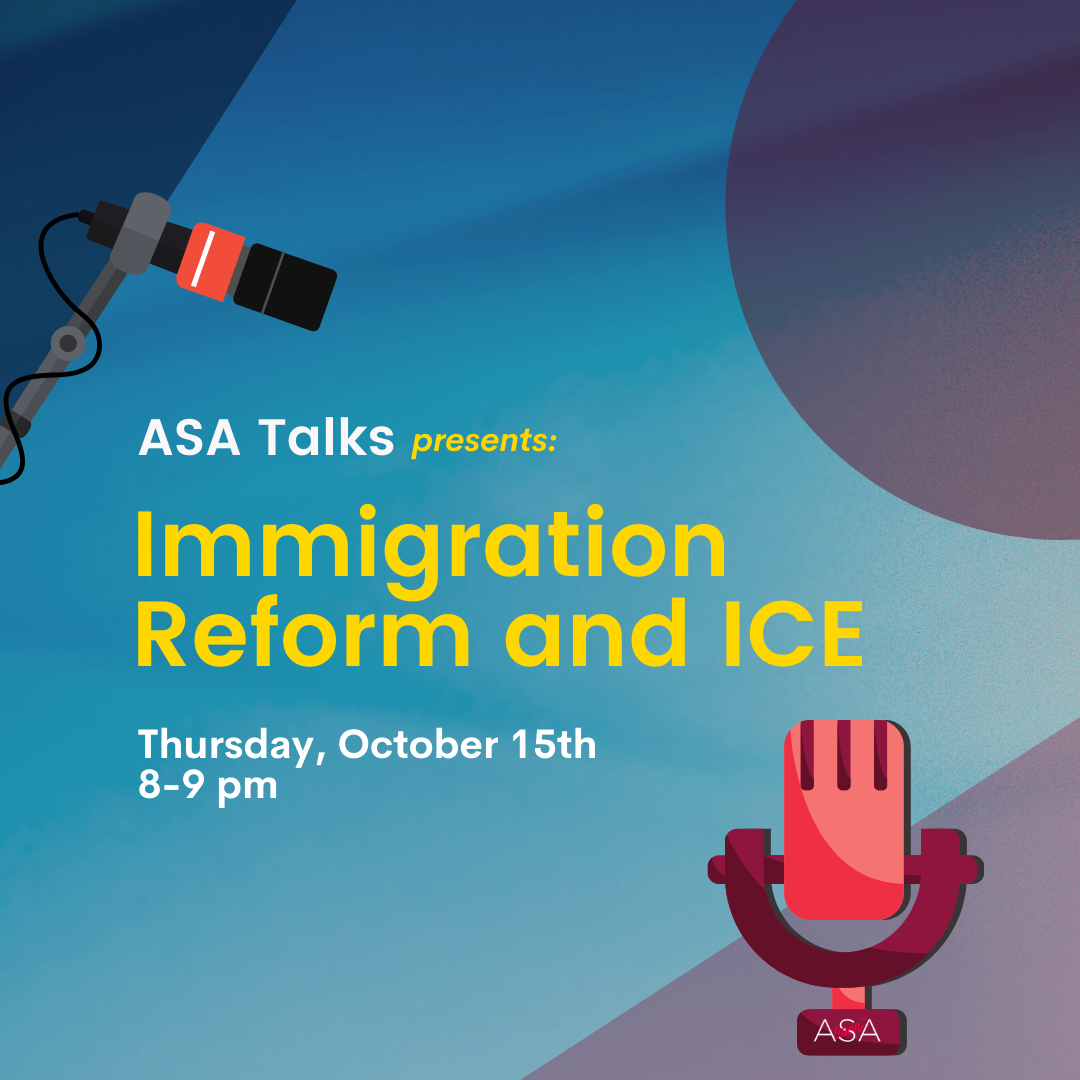 ASA Talks presents:
Immigration
Reform and ICE
Thursday, October 15th
8-9 pm
ASA